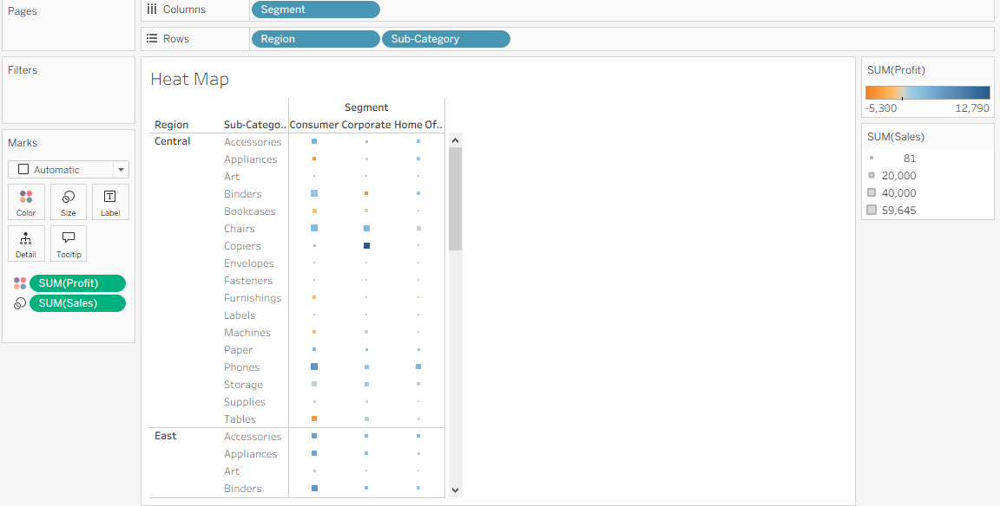 Pages
Columns
Segment
Rows
Region
Sub-Category
Filters
Marks
Automatic
Color
Size
Label
Detail
Tooltip
SUM(Profit)
SUM(Sales)
Heat Map
Segment
Region
Sub-Catego..
Consumer
Corporate
Home Of..
Central
Accessories
Appliances
Art
Binders
Bookcases
Chairs
Copiers
Envelopes
Fasteners
Furnishings
Labels
Machines
Paper
Phones
Storage
Supplies
Tables
East
Accessories
Appliances
Art
Binders
SUM(Profit)
-5,300
12,790
SUM(Sales)
81
20,000
40,000
59,645